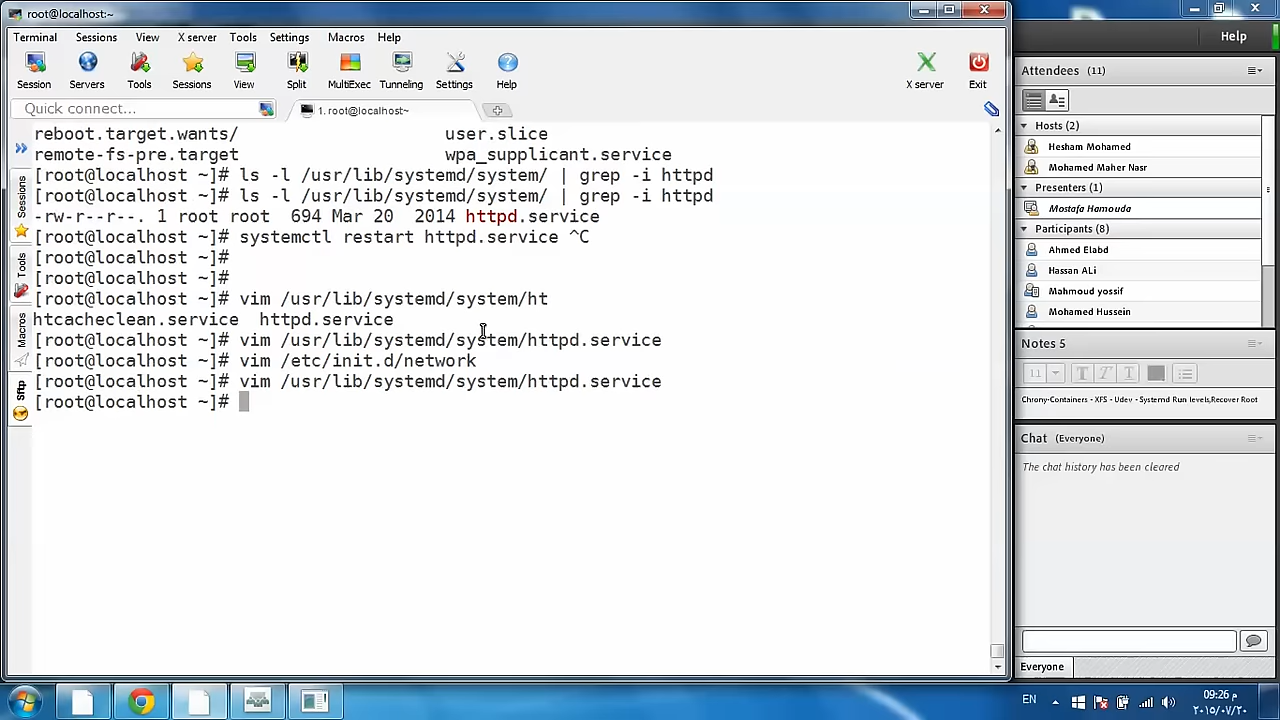 root@localhost:~
Terminal Sessions View X server Tools Settings Macros Help
Session Servers Tools Sessions View Split MultiExec Tunneling Settings Help X server Exit
Quick connect...
1. root@localhost~
Sessions
Tools
Macros
Sftp
reboot.target.wants/ user.slice
remote-fs-pre.target wpa_supplicant.service
[root@localhost ~]# ls -l /usr/lib/systemd/system/ | grep -i httpd
[root@localhost ~]# ls -l /usr/lib/systemd/system/ | grep -i httpd
-rw-r--r--. 1 root root 694 Mar 20 2014 httpd.service
[root@localhost ~]# systemctl restart httpd.service ^C
[root@localhost ~]#
[root@localhost ~]#
[root@localhost ~]# vim /usr/lib/systemd/system/ht
htcacheclean.service httpd.service
[root@localhost ~]# vim /usr/lib/systemd/system/httpd.service
[root@localhost ~]# vim /etc/init.d/network
[root@localhost ~]# vim /usr/lib/systemd/system/httpd.service
[root@localhost ~]#
Help
Attendees (11)
Hosts (2)
Hesham Mohamed
Mohamed Maher Nasr
Presenters (1)
Mostafa Hamouda
Participants (8)
Ahmed Elabd
Hassan ALi
Mahmoud yossif
Mohamed Hussein
Notes 5
11 T T T
Chrony-Containers - XFS - Udev - Systemd Run levels,Recover Root
Chat (Everyone)
The chat history has been cleared
Everyone
EN
09:26 م
٢٠١٥/٠٧/٢٠